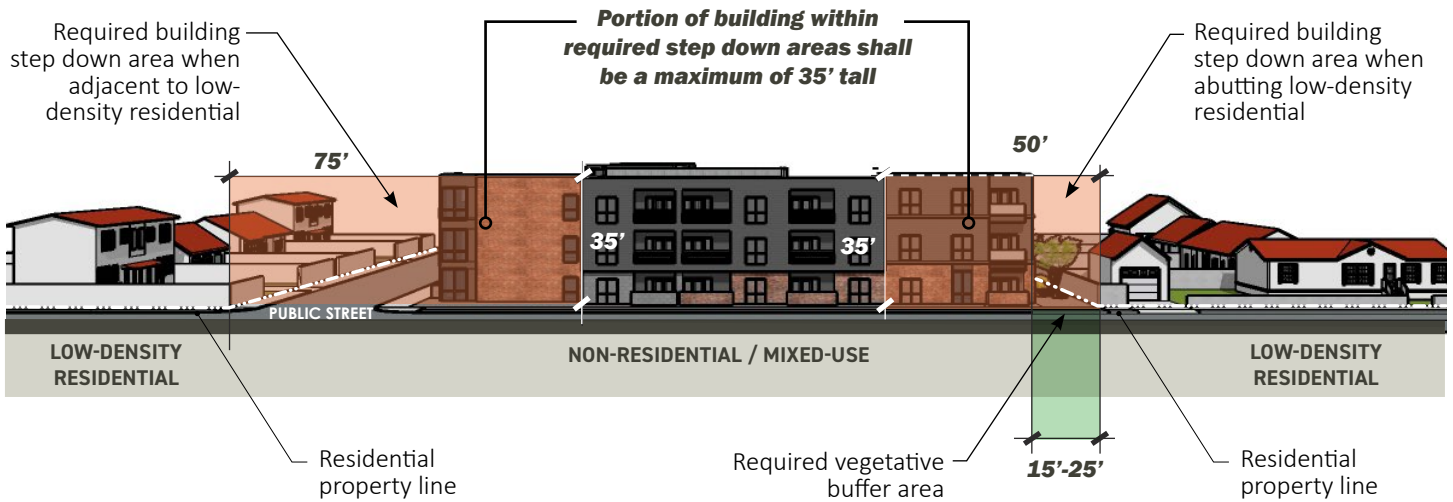 Required building
step down area when
adjacent to low-
density residential
Portion of building within
required step down areas shall
be a maximum of 35’ tall
Required building
step down area when
abutting low-density
residential
75’
50’
35’
35’
PUBLIC STREET
LOW-DENSITY
RESIDENTIAL
NON-RESIDENTIAL / MIXED-USE
LOW-DENSITY
RESIDENTIAL
Residential
property line
Required vegetative
buffer area
15’-25’
Residential
property line